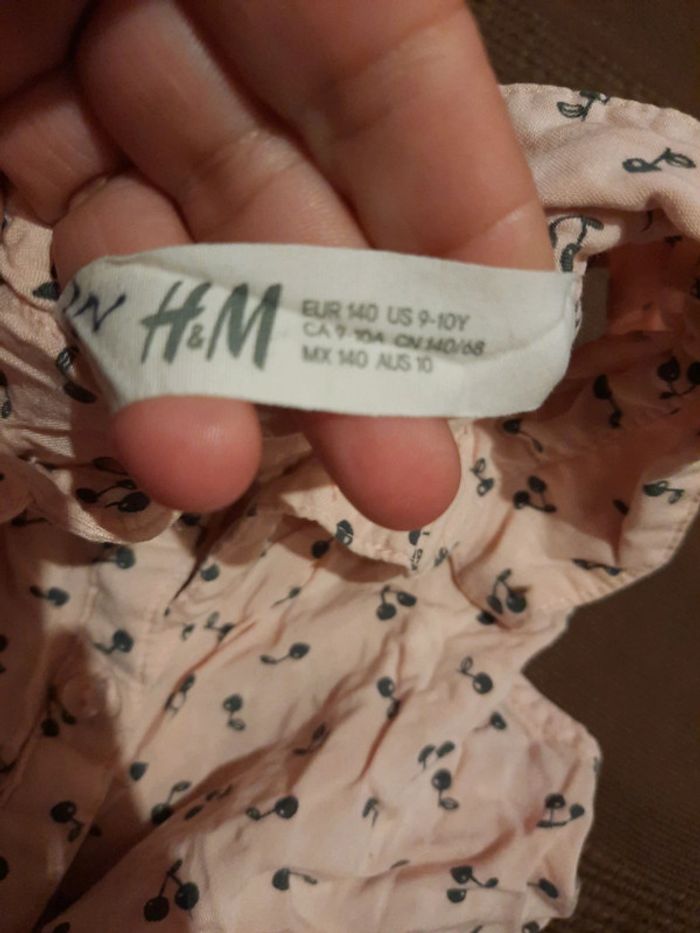 H&M
EUR 140 US 9-10Y
CA 9-10A CN 140/68
MX 140 AUS 10